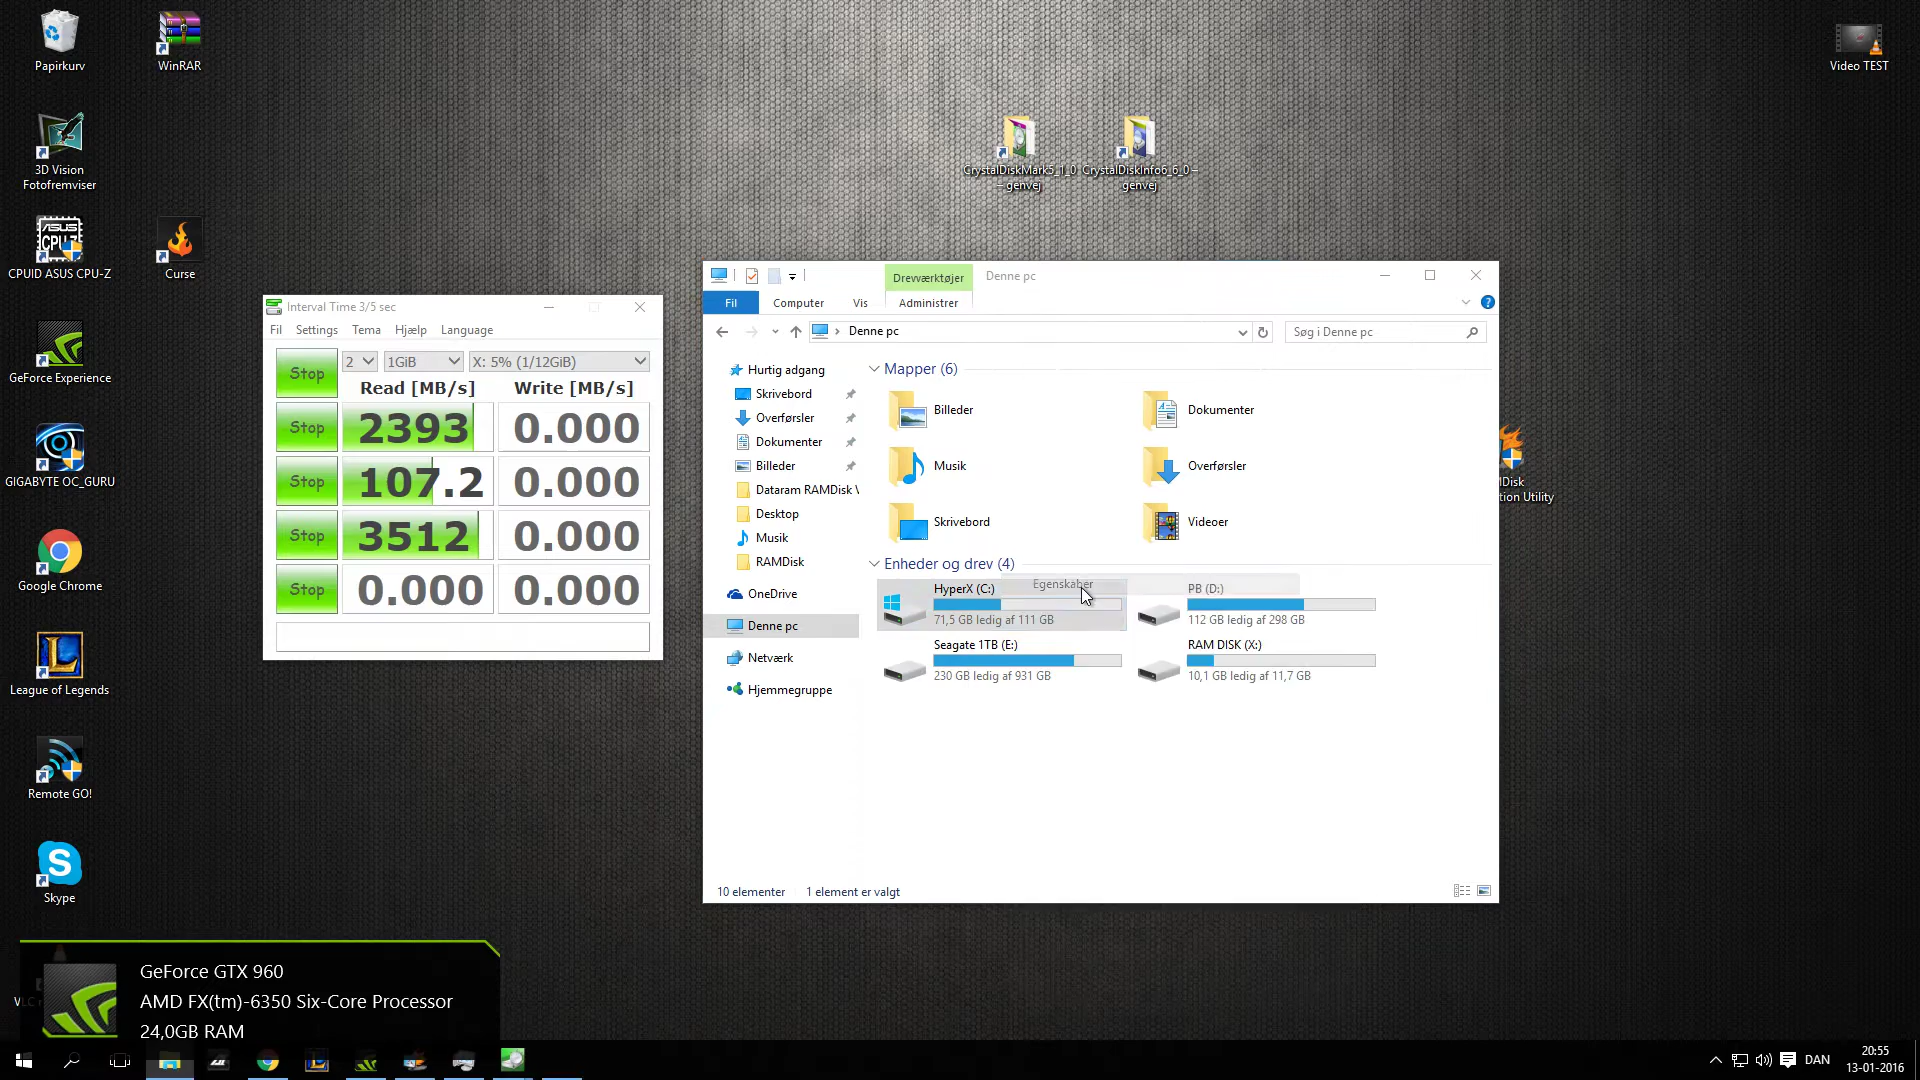 Papirkurv
WinRAR
Video TEST
3D Vision
Fotofremviser
CrystalDiskMark5_1_0
– genvej
CrystalDiskInfo6_6_0 –
genvej
CPUID ASUS CPU-Z
Curse
GeForce Experience
GIGABYTE OC_GURU
Google Chrome
League of Legends
Remote GO!
Skype
Interval Time 3/5 sec
Fil Settings Tema Hjælp Language
Stop 2 1GiB X: 5% (1/12GiB)
Read [MB/s] Write [MB/s]
Stop 2393 0.000
Stop 107.2 0.000
Stop 3512 0.000
Stop 0.000 0.000
Drevværktøjer Denne pc
Fil Computer Vis Administrer
Denne pc
Søg i Denne pc
Hurtig adgang
Skrivebord
Overførsler
Dokumenter
Billeder
Dataram RAMDisk
Desktop
Musik
RAMDisk
OneDrive
Denne pc
Netværk
Hjemmegruppe
Mapper (6)
Billeder
Dokumenter
Musik
Overførsler
Skrivebord
Videoer
Enheder og drev (4)
HyperX (C:)
71,5 GB ledig af 111 GB
Egenskaber
PB (D:)
112 GB ledig af 298 GB
Seagate 1TB (E:)
230 GB ledig af 931 GB
RAM DISK (X:)
10,1 GB ledig af 11,7 GB
10 elementer 1 element er valgt
Utility
GeForce GTX 960
AMD FX(tm)-6350 Six-Core Processor
24,0GB RAM
DAN
20:55
13-01-2016